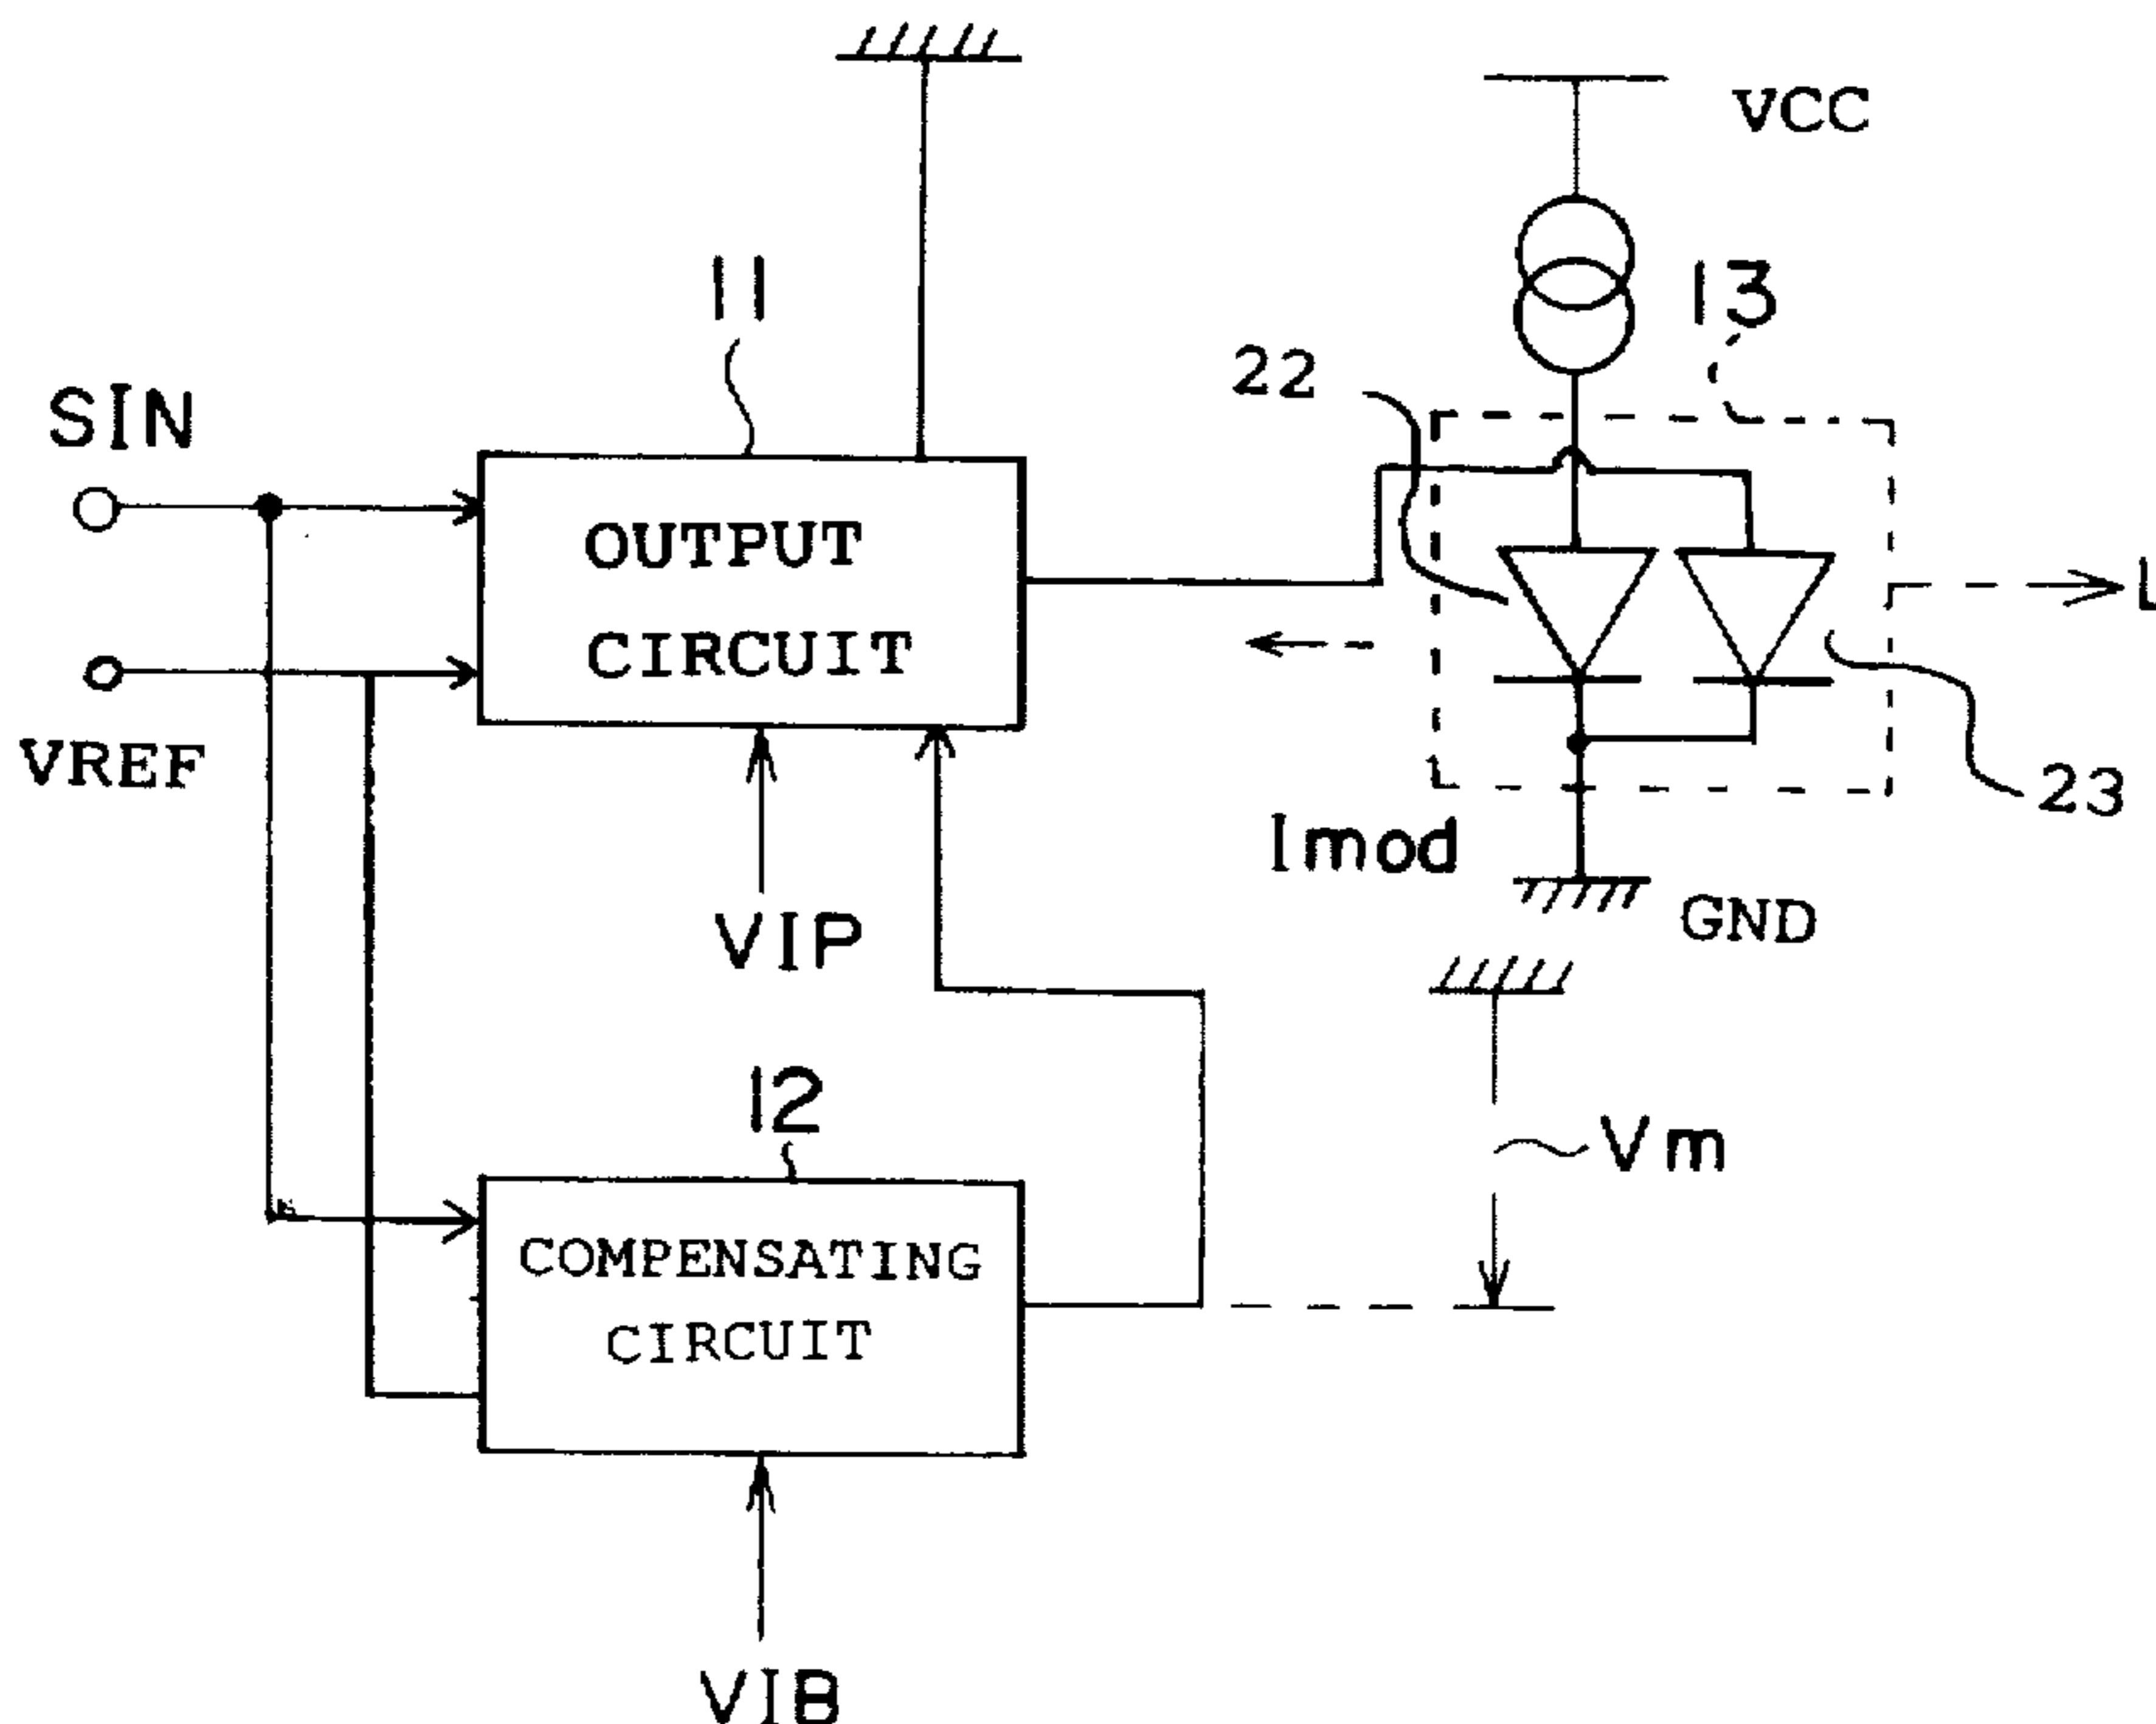 VCC
11
13
22
SIN
OUTPUT
CIRCUIT
L
VREF
23
Imod
VIP
GND
12
Vm
COMPENSATING
CIRCUIT
VIB